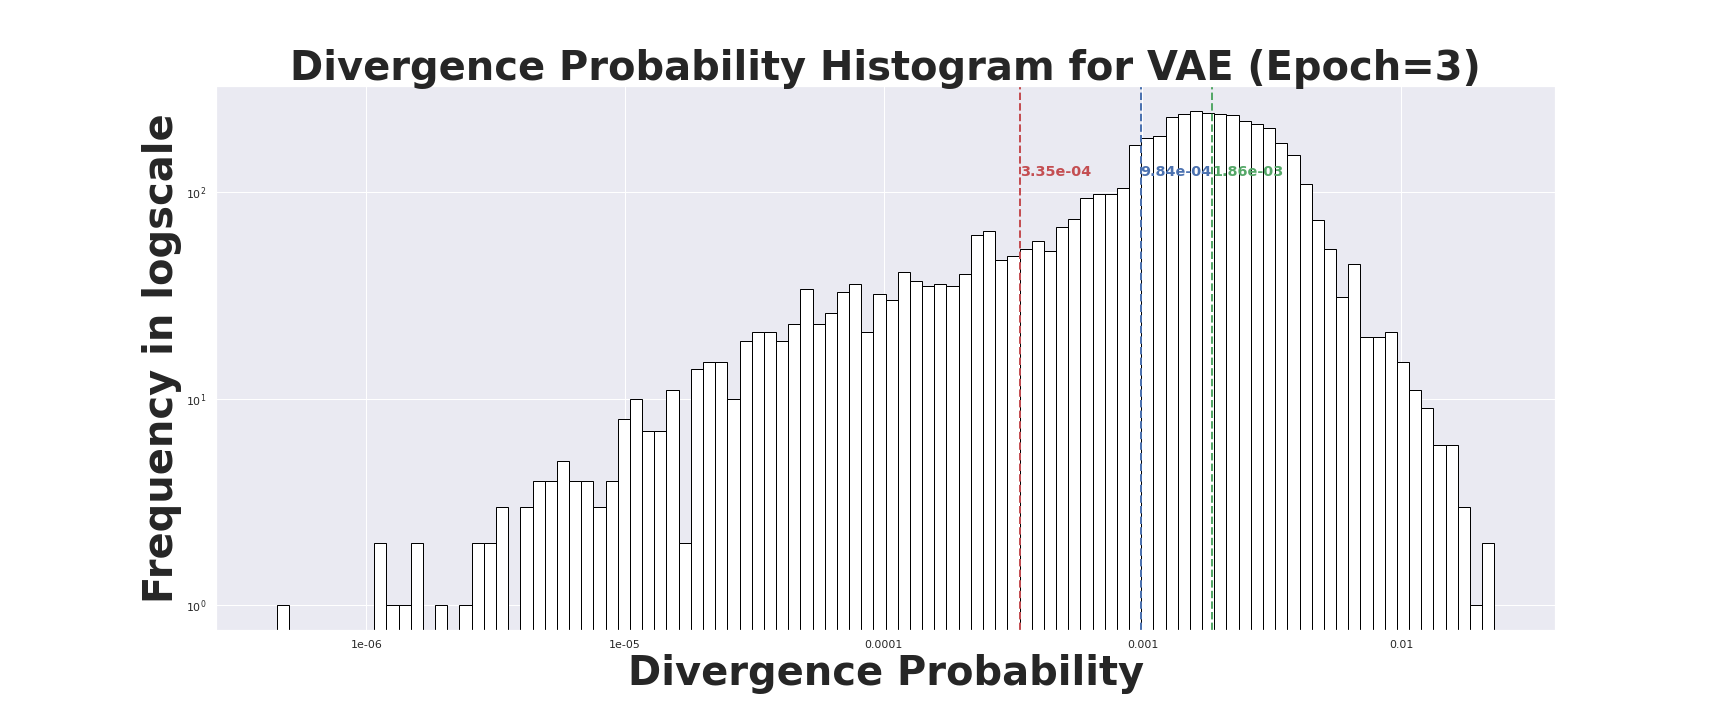 Divergence Probability Histogram for VAE (Epoch=3)
Frequency in logscale
10²
10¹
10⁰
3.35e-04
9.84e-04
1.86e-03
1e-06
1e-05
0.0001
0.001
0.01
Divergence Probability